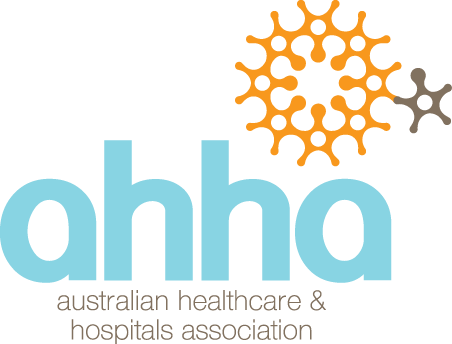 ahha
australian healthcare &
hospitals association